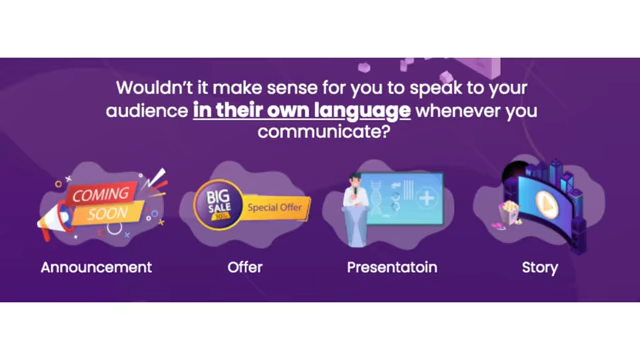 Wouldn't it make sense for you to speak to your
audience in their own language whenever you
communicate?
COMING
SOON
BIG
SALE
50%
Special Offer
Announcement
Offer
Presentatoin
Story